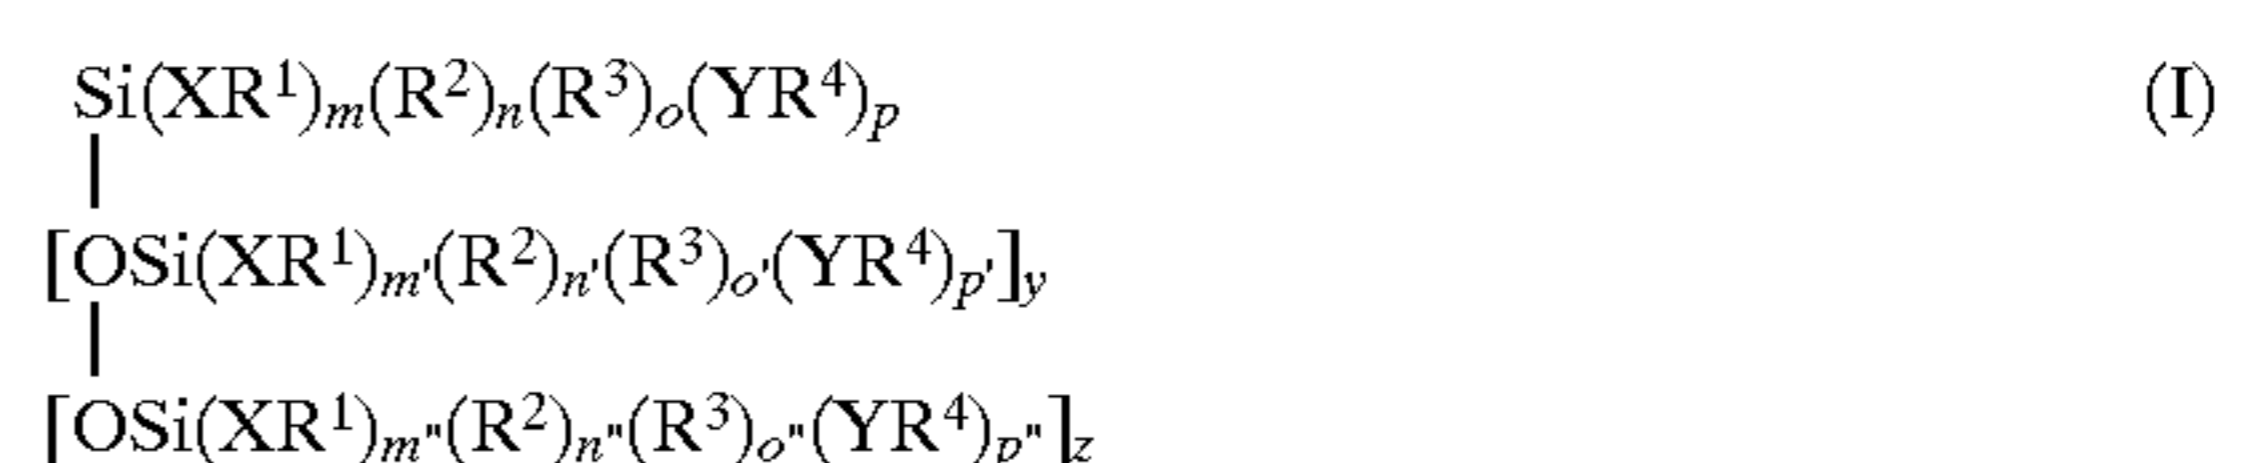 Si(XR¹)ₘ(R²)ₙ(R³)ₒ(YR⁴)ₚ (I)
[OSi(XR¹)ₘ'(R²)ₙ'(R³)ₒ'(YR⁴)ₚ']y
[OSi(XR¹)ₘ"(R²)ₙ"(R³)ₒ"(YR⁴)ₚ"]z